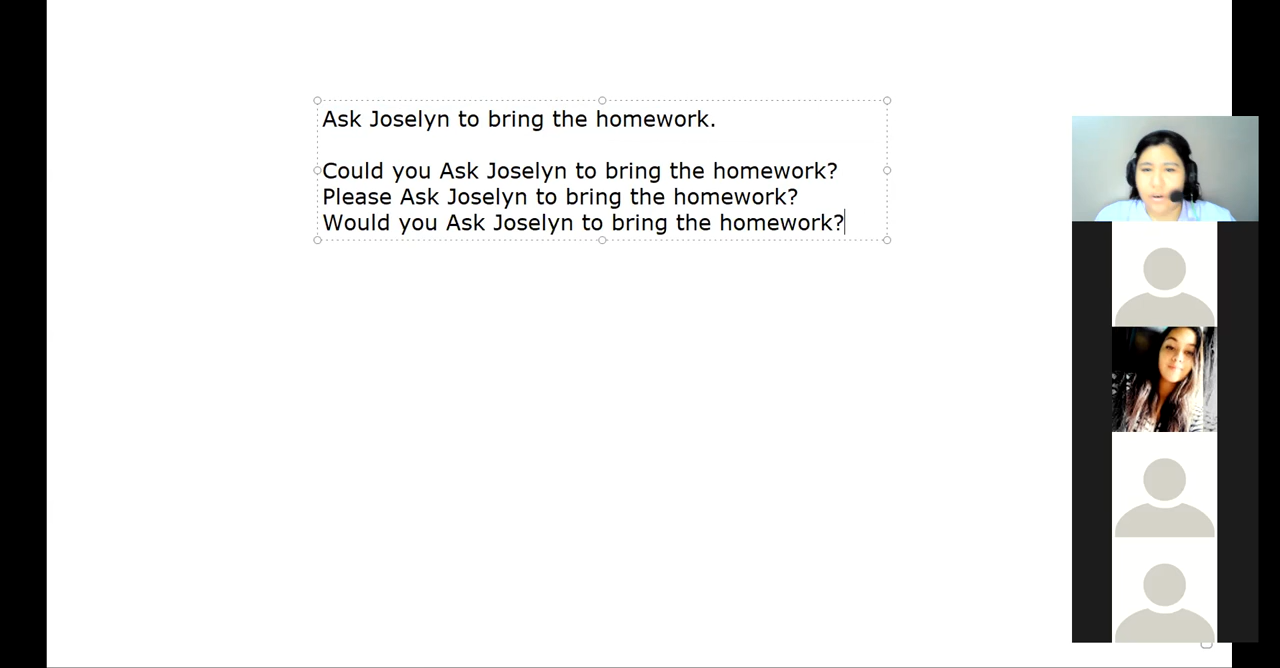 Ask Joselyn to bring the homework.
Could you Ask Joselyn to bring the homework?
Please Ask Joselyn to bring the homework?
Would you Ask Joselyn to bring the homework?